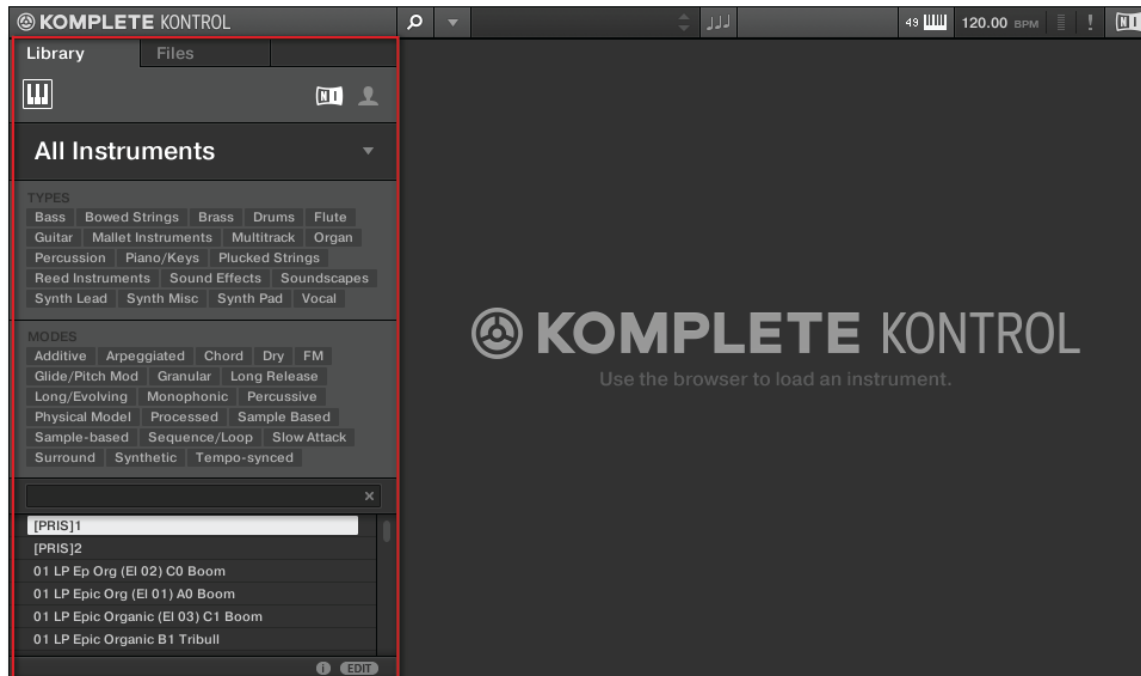 KOMPLETE KONTROL
49
120.00 BPM
!
NI
Library Files
NI
All Instruments
TYPES
Bass Bowed Strings Brass Drums Flute
Guitar Mallet Instruments Multitrack Organ
Percussion Piano/Keys Plucked Strings
Reed Instruments Sound Effects Soundscapes
Synth Lead Synth Misc Synth Pad Vocal
MODES
Additive Arpeggiated Chord Dry FM
Glide/Pitch Mod Granular Long Release
Long/Evolving Monophonic Percussive
Physical Model Processed Sample Based
Sample-based Sequence/Loop Slow Attack
Surround Synthetic Tempo-synced
[PRIS]1
[PRIS]2
01 LP Ep Org (El 02) C0 Boom
01 LP Epic Org (El 01) A0 Boom
01 LP Epic Organic (El 03) C1 Boom
01 LP Epic Organic B1 Tribull
i EDIT
KOMPLETE KONTROL
Use the browser to load an instrument.